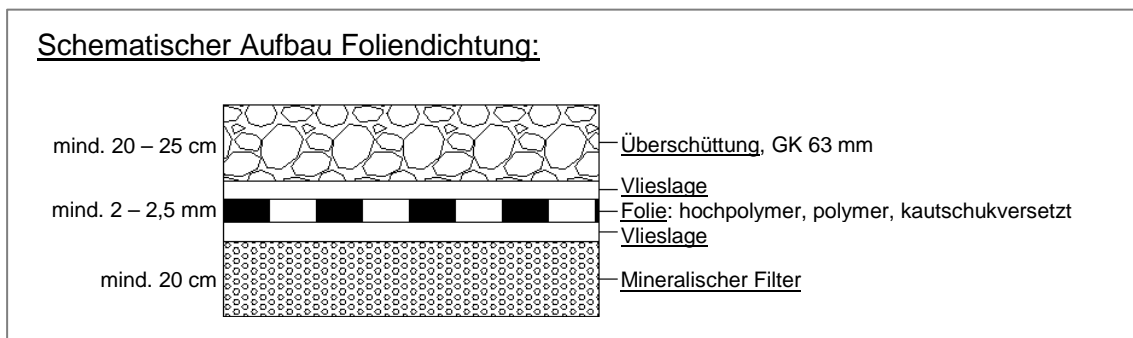 Schematischer Aufbau Foliendichtung:
mind. 20 – 25 cm
Überschüttung, GK 63 mm
Vlieslage
mind. 2 – 2,5 mm
Folie: hochpolymer, polymer, kautschukversetzt
Vlieslage
mind. 20 cm
Mineralischer Filter